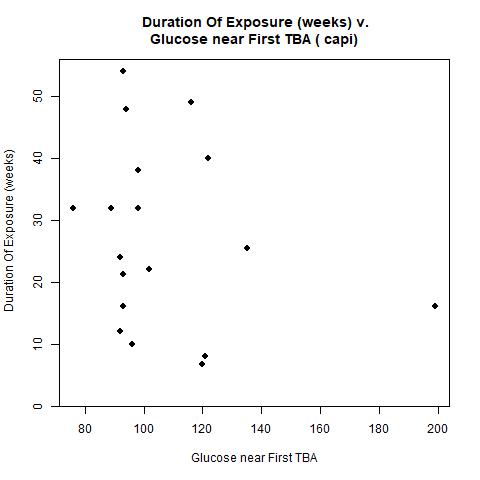 Duration Of Exposure (weeks) v.
Glucose near First TBA ( capi)
Duration Of Exposure (weeks)
50
40
30
20
10
0
80 100 120 140 160 180 200
Glucose near First TBA